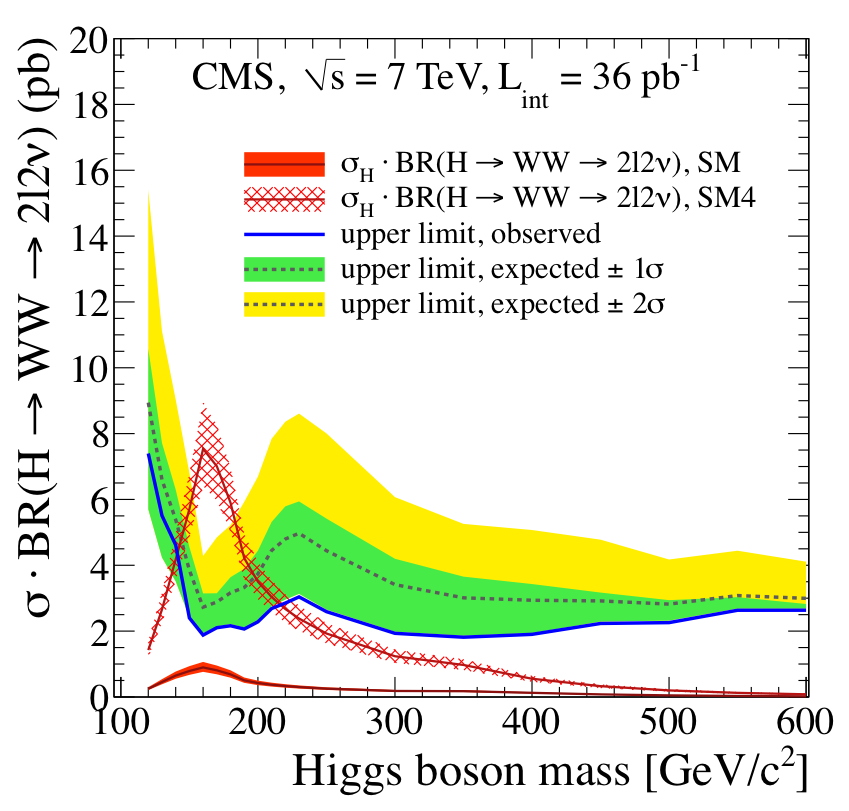 CMS, √s = 7 TeV, L_int = 36 pb⁻¹
σ_H · BR(H → WW → 2l2ν), SM
σ_H · BR(H → WW → 2l2ν), SM4
upper limit, observed
upper limit, expected ± 1σ
upper limit, expected ± 2σ
σ · BR(H → WW → 2l2ν) (pb)
20
18
16
14
12
10
8
6
4
2
0
100 200 300 400 500 600
Higgs boson mass [GeV/c²]